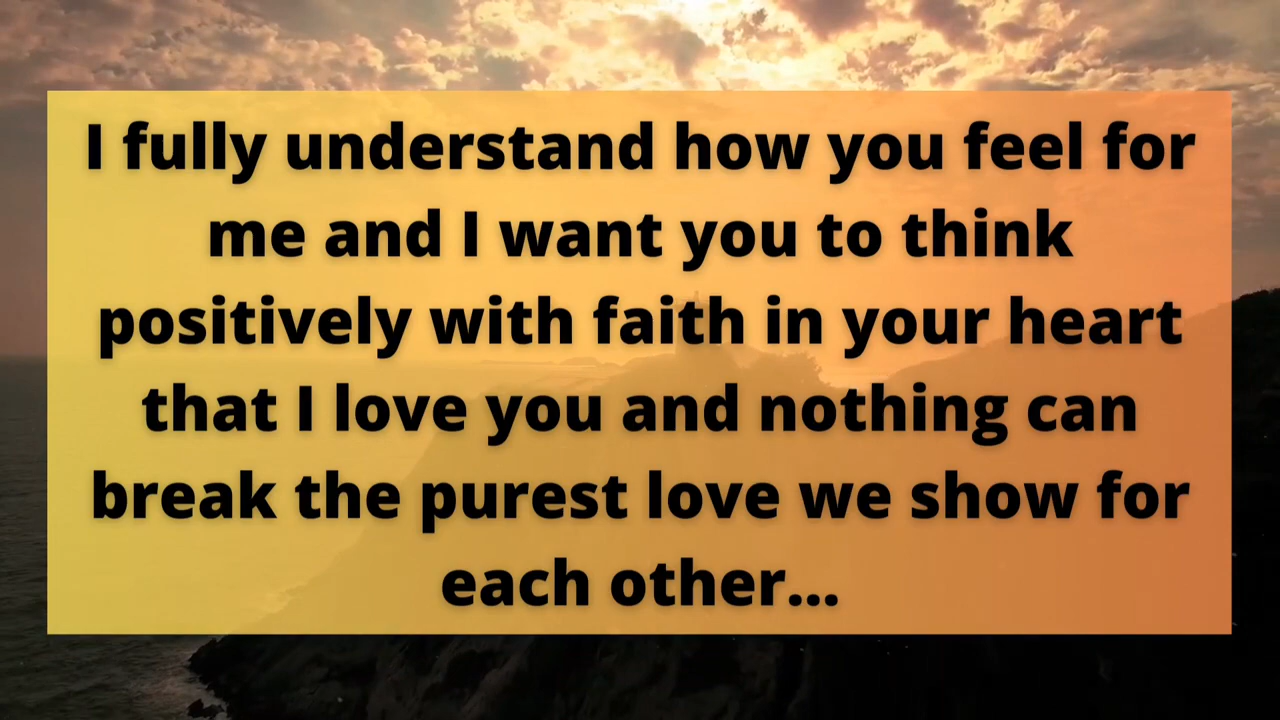 I fully understand how you feel for
me and I want you to think
positively with faith in your heart
that I love you and nothing can
break the purest love we show for
each other...